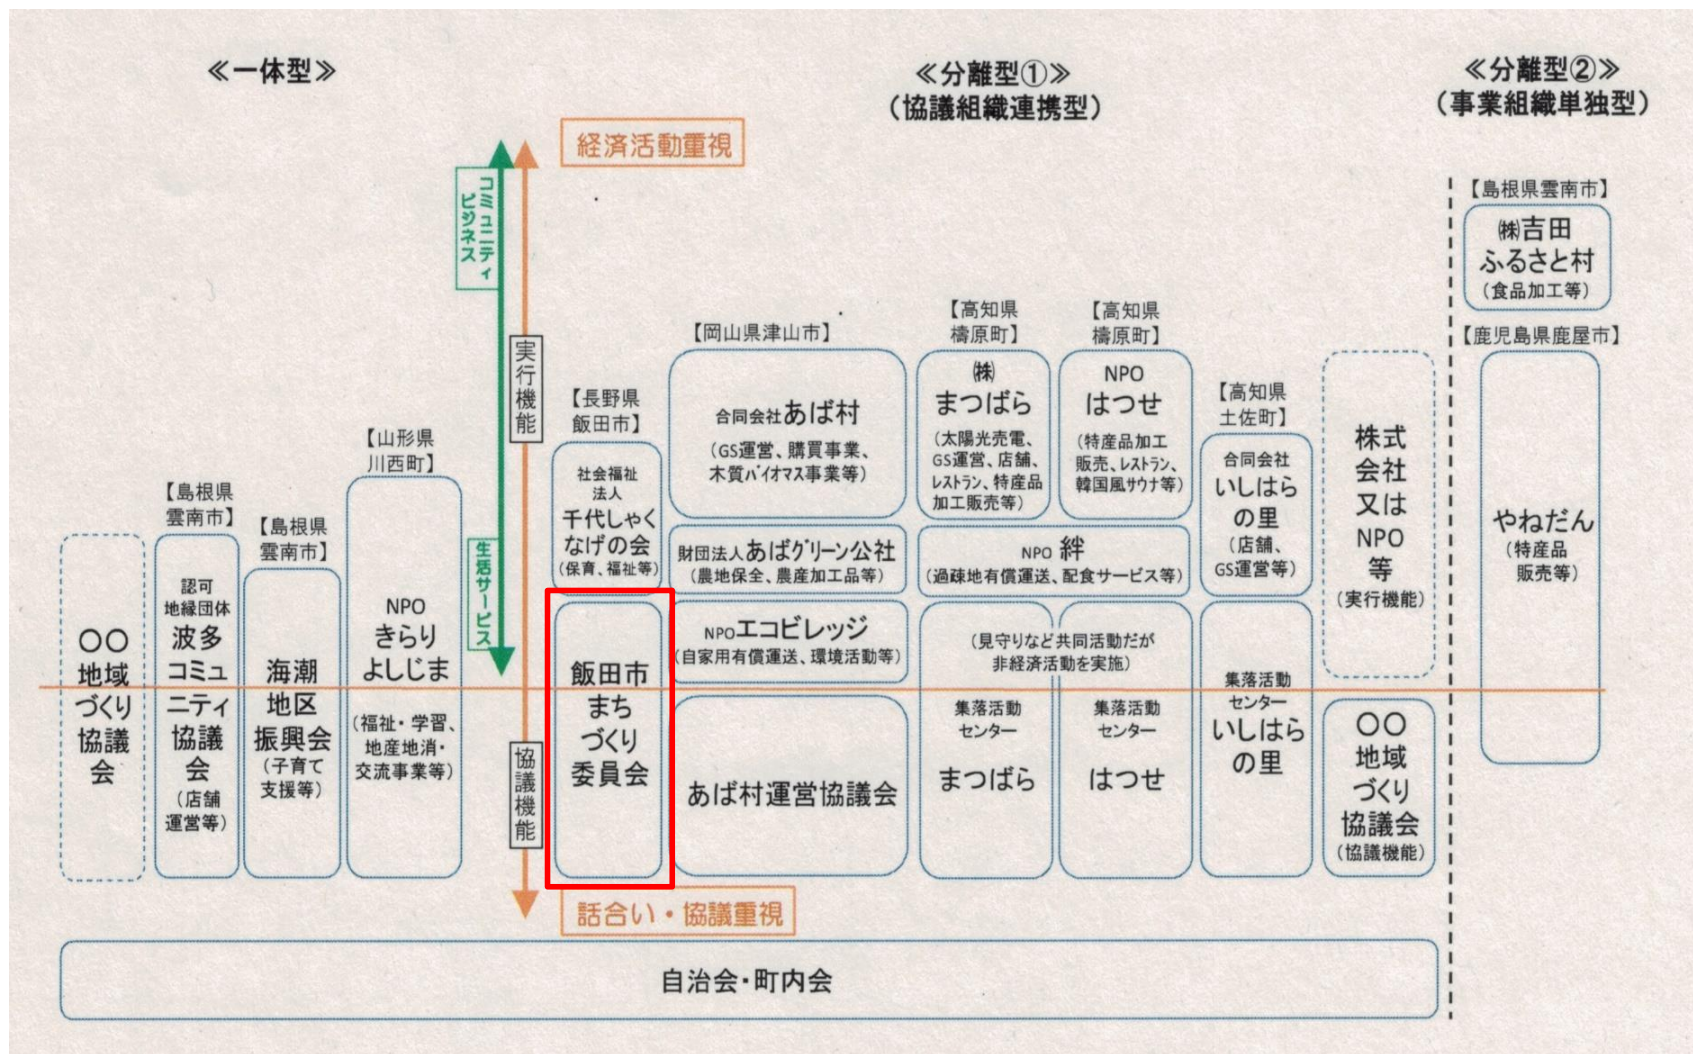 ≪一体型≫
≪分離型①≫
（協議組織連携型）
≪分離型②≫
（事業組織単独型）
経済活動重視
コミュニティ
ビジネス
実行機能
生活サービス
協議機能
話合い・協議重視
〇〇
地域
づくり
協議
会
【島根県
雲南市】
認可
地縁団体
波多
コミュ
ニティ
協議
会
（店舗
運営等）
【島根県
雲南市】
海潮
地区
振興会
（子育て
支援等）
【山形県
川西町】
NPO
きらり
よしじま
（福祉・学習、
地産地消・
交流事業等）
【長野県
飯田市】
社会福祉
法人
千代しゃく
なげの会
（保育、福祉等）
飯田市
まち
づくり
委員会
【岡山県津山市】
合同会社あば村
（GS運営、購買事業、
木質バイオマス事業等）
財団法人あばグリーン公社
（農地保全、農産加工品等）
NPOエコビレッジ
（自家用有償運送、環境活動等）
あば村運営協議会
【高知県
檮原町】
㈱
まつばら
（太陽光売電、
GS運営、店舗、
レストラン、特産品
加工販売等）
【高知県
檮原町】
NPO
はつせ
（特産品加工
販売、レストラン、
韓国風サウナ等）
NPO 絆
（過疎地有償運送、配食サービス等）
（見守りなど共同活動だが
非経済活動を実施）
集落活動
センター
まつばら
集落活動
センター
はつせ
【高知県
土佐町】
合同会社
いしはら
の里
（店舗、
GS運営等）
集落活動
センター
いしはら
の里
株式
会社
又は
NPO
等
（実行機能）
〇〇
地域
づくり
協議会
（協議機能）
【島根県雲南市】
㈱吉田
ふるさと村
（食品加工等）
【鹿児島県鹿屋市】
やねだん
（特産品
販売等）
自治会・町内会